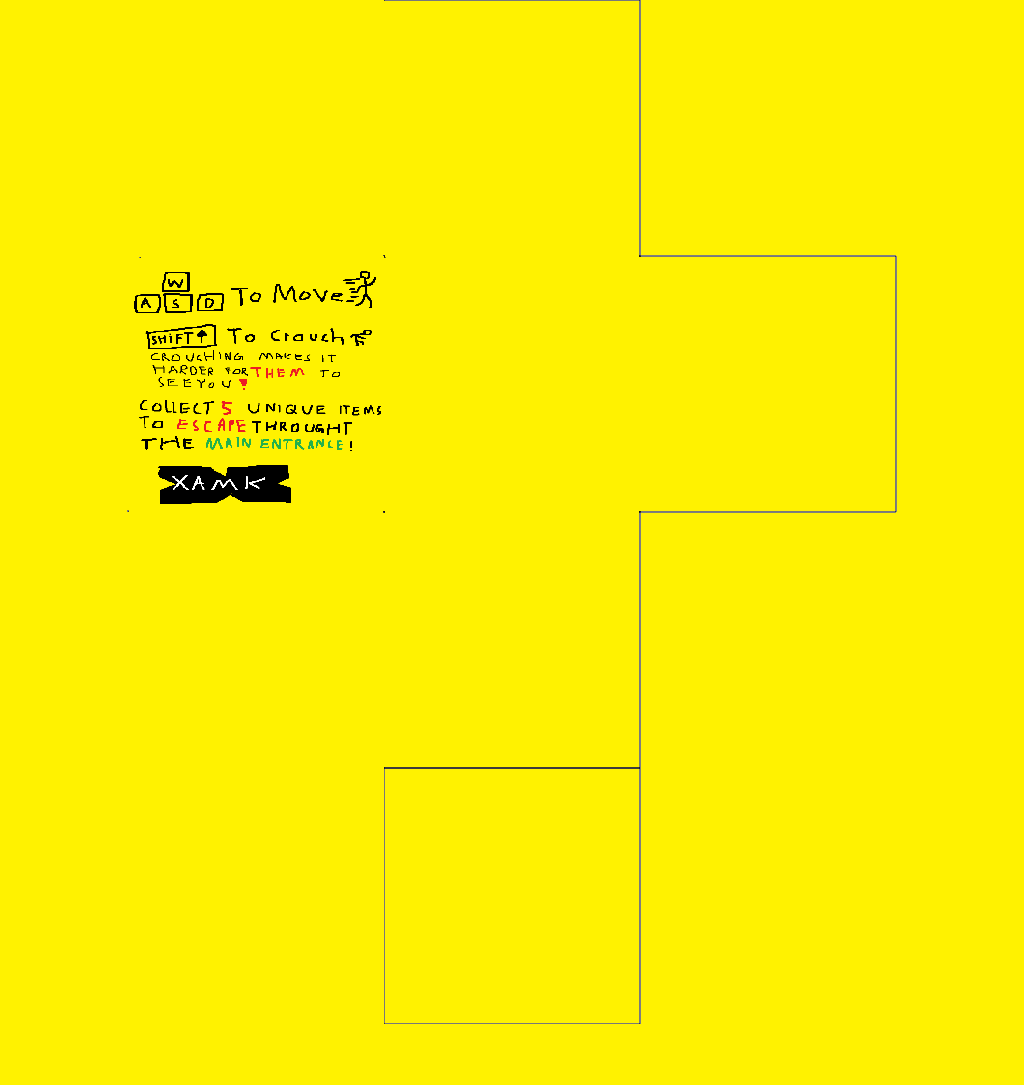 W
A S D To Move
SHIFT To Crouch
CROUCHING MAKES IT
HARDER FOR THEM TO
SEE YOU!
COLLECT 5 UNIQUE ITEMS
TO ESCAPE THROUGHT
THE MAIN ENTRANCE!
XAMK